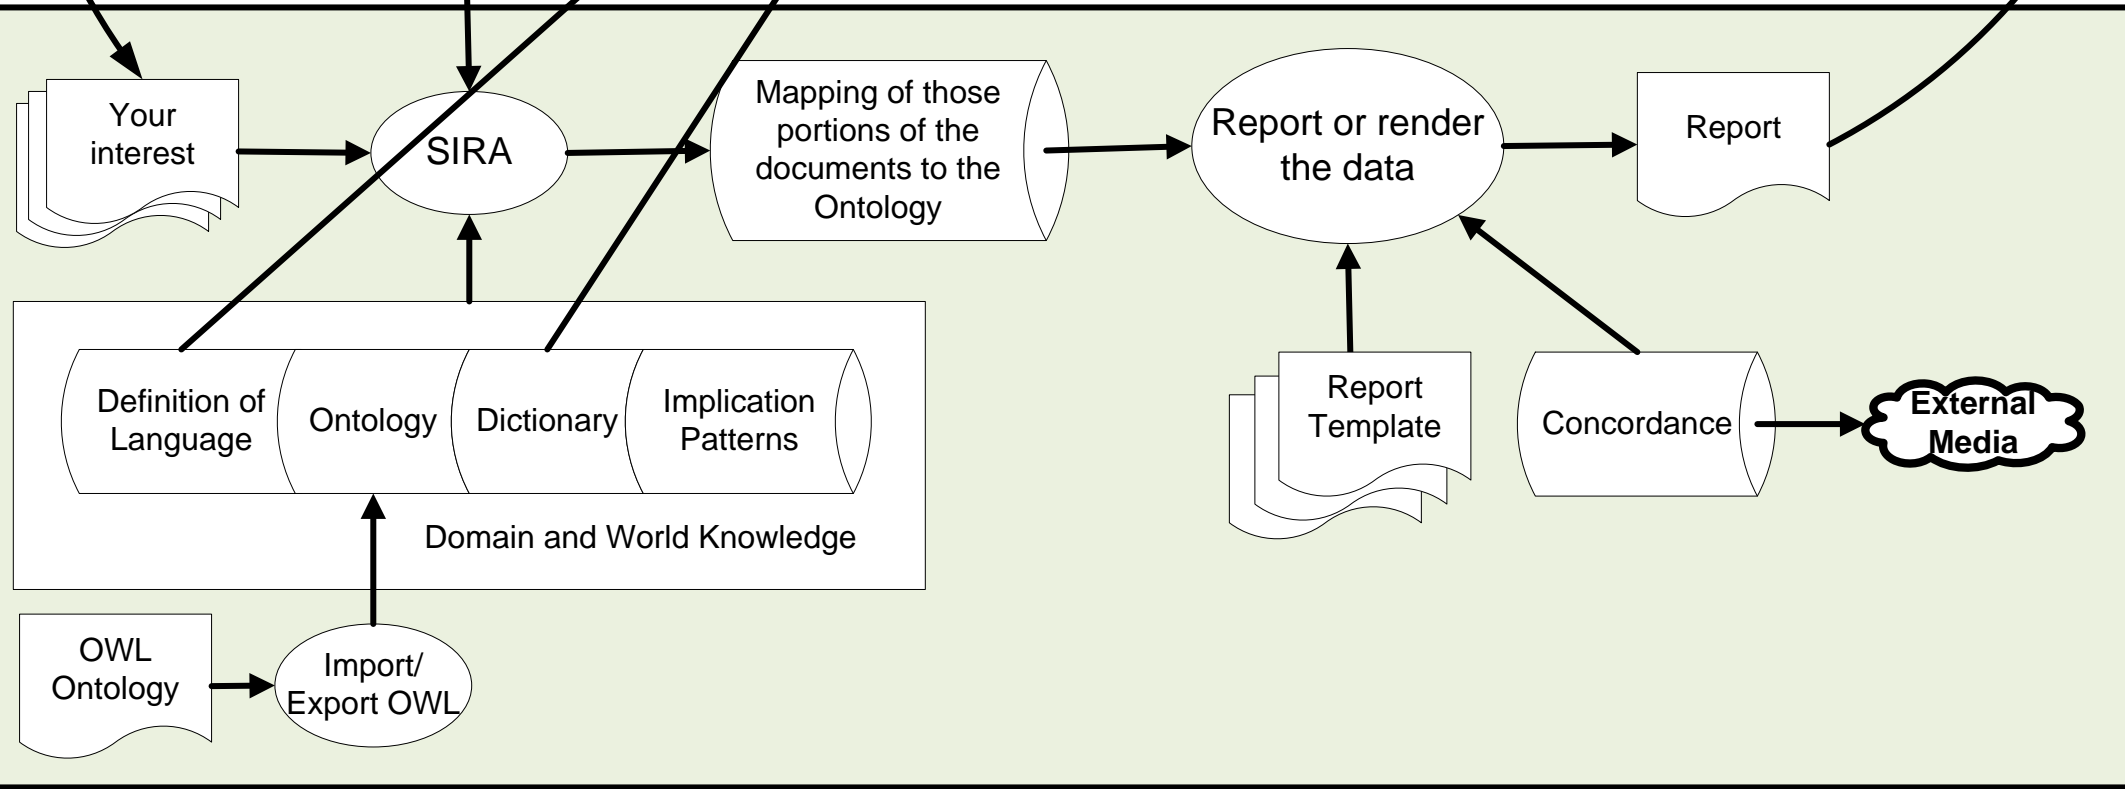 Your
interest
SIRA
Mapping of those
portions of the
documents to the
Ontology
Report or render
the data
Report
Definition of
Language
Ontology
Dictionary
Implication
Patterns
Domain and World Knowledge
Report
Template
Concordance
External
Media
OWL
Ontology
Import/
Export OWL